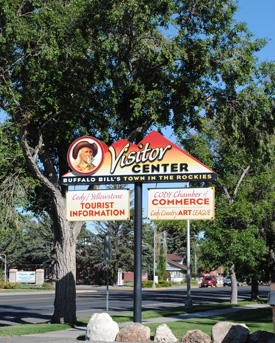 Visitor
CENTER
BUFFALO BILL'S TOWN IN THE ROCKIES
Cody/Yellowstone
TOURIST
INFORMATION
CODY Chamber of
COMMERCE
Cody Country ART LEAGUE